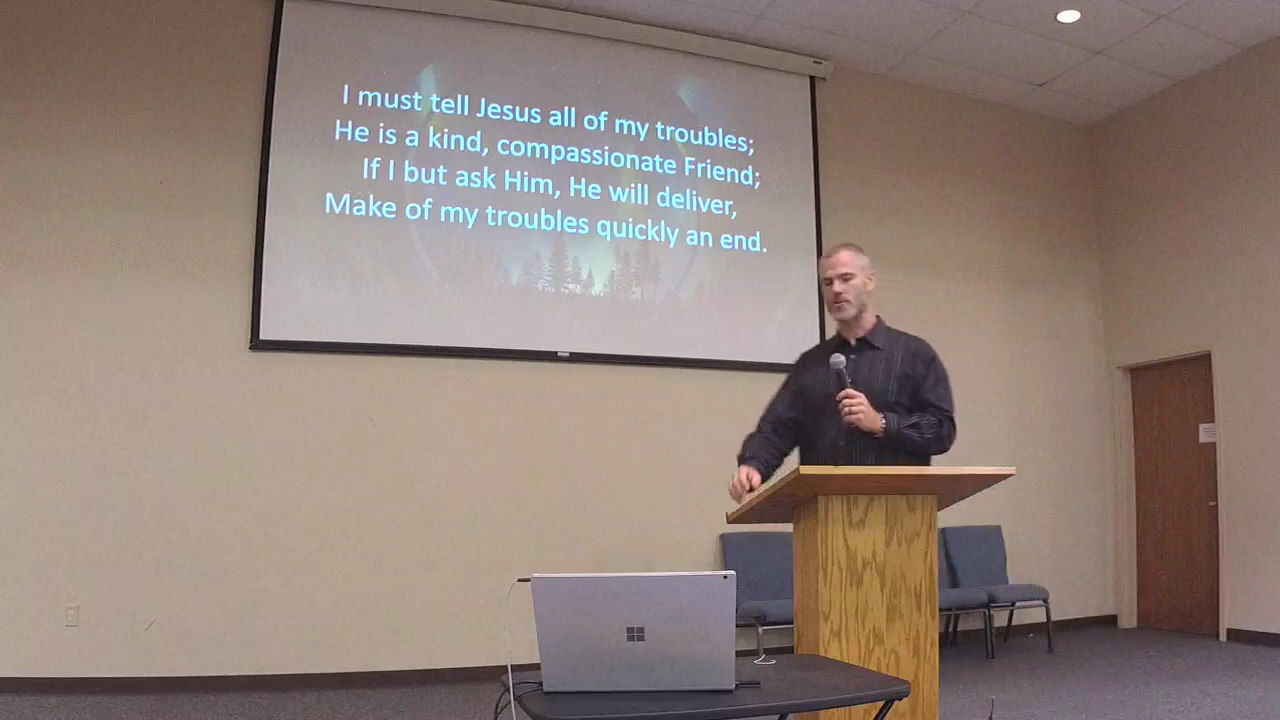 I must tell Jesus all of my troubles;
He is a kind, compassionate Friend;
If I but ask Him, He will deliver,
Make of my troubles quickly an end.